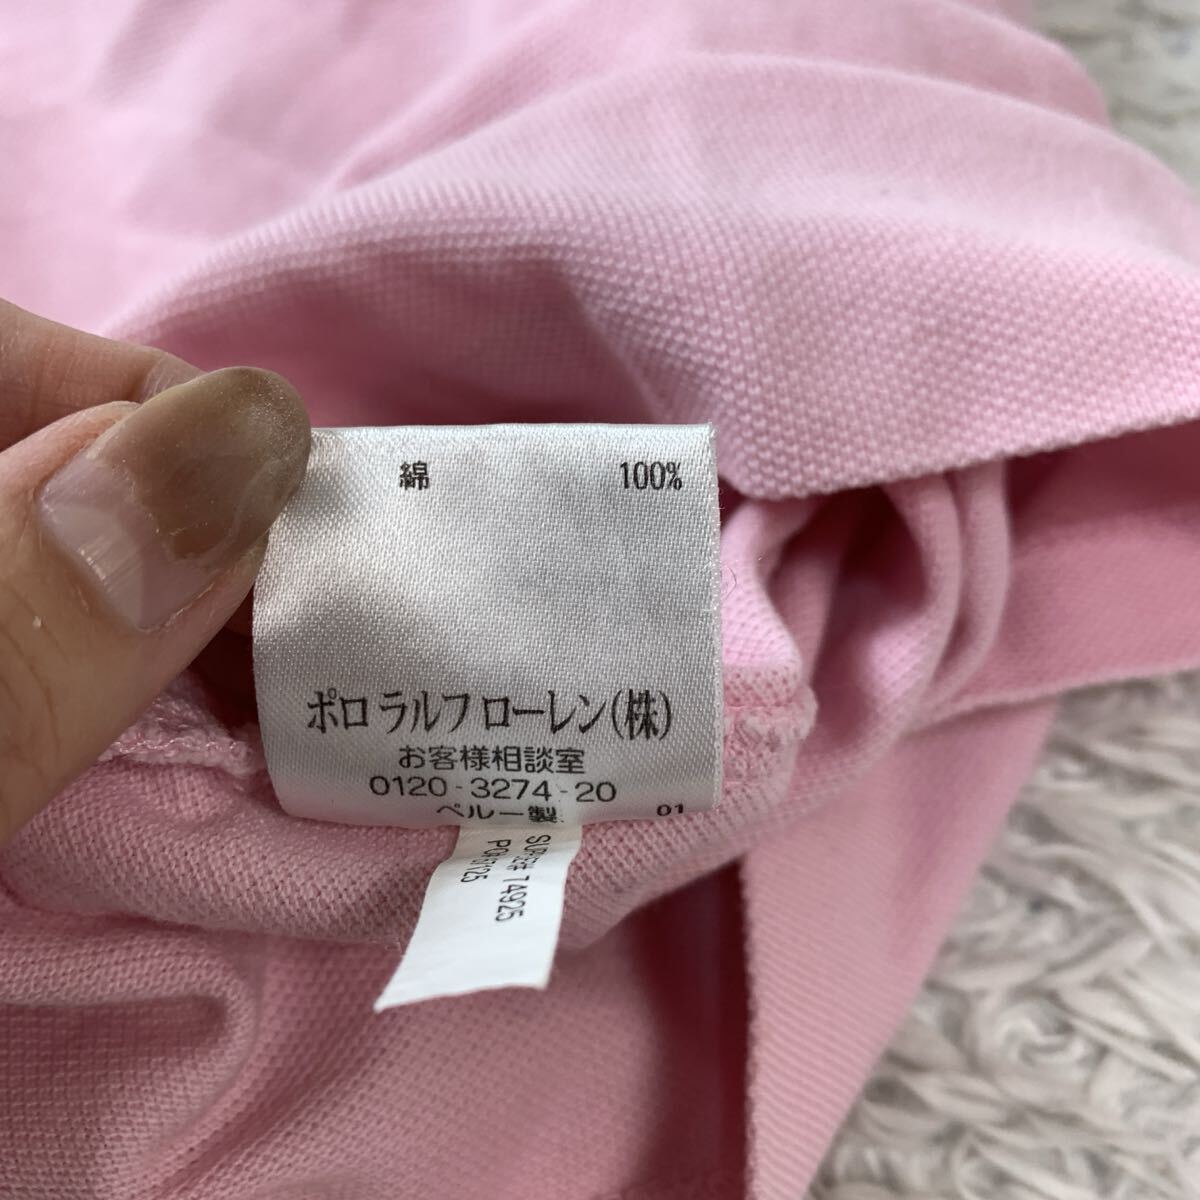 綿 100%
ポロ ラルフ ローレン(株)
お客様相談室
0120-3274-20
ペルー製 01
74925